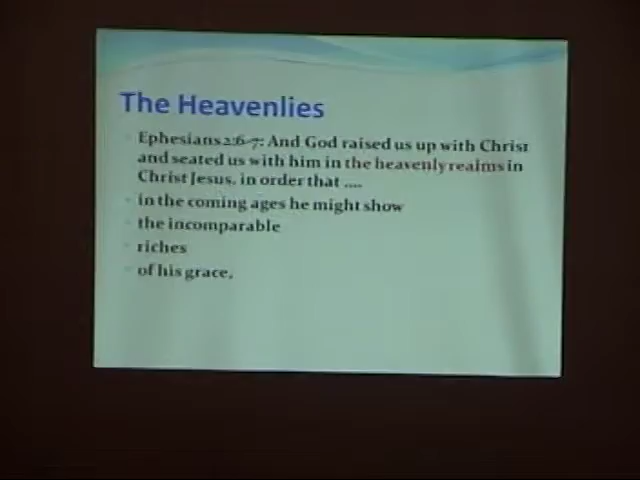 The Heavenlies
Ephesians 2:6-7: And God raised us up with Christ
and seated us with him in the heavenly realms in
Christ Jesus, in order that ....
in the coming ages he might show
the incomparable
riches
of his grace,